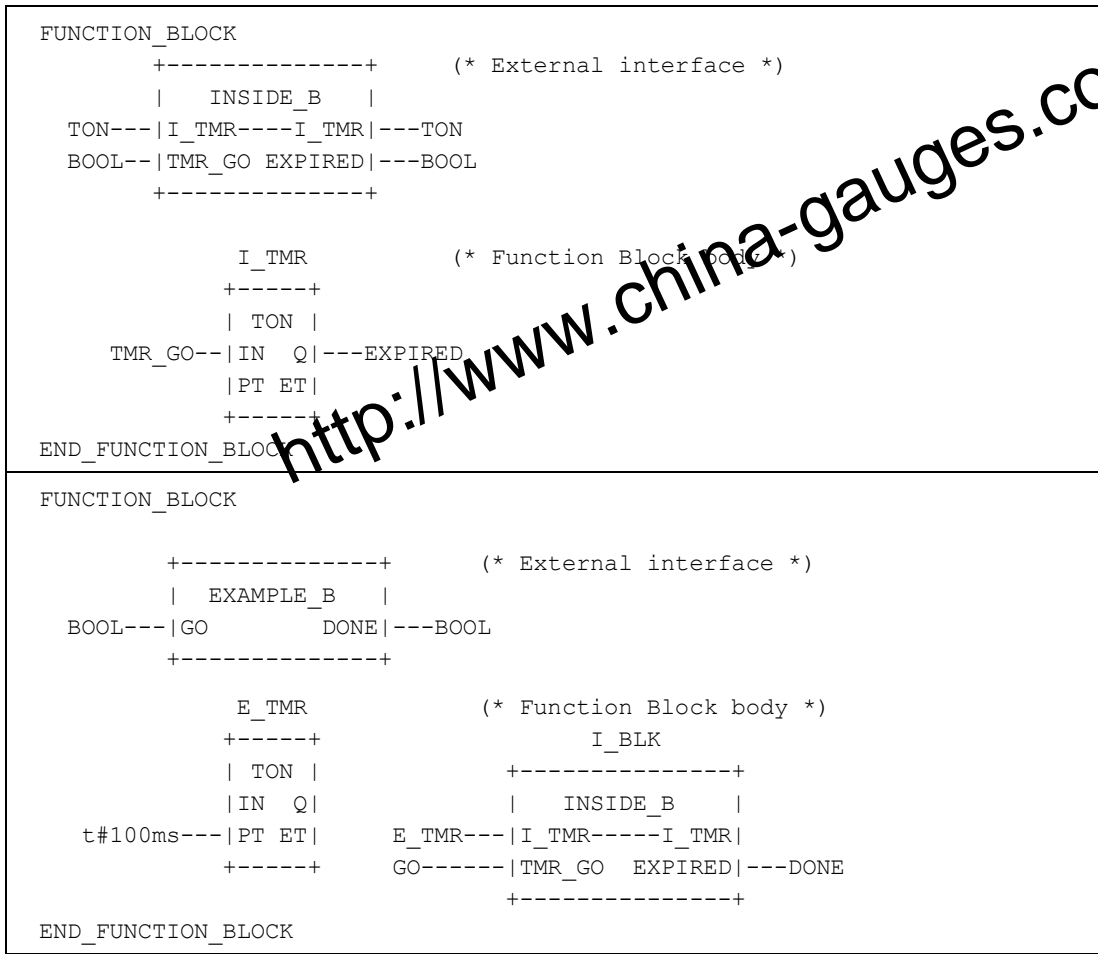 FUNCTION_BLOCK
+--------------+ (* External interface *)
| INSIDE_B |
TON---|I_TMR----I_TMR|---TON
BOOL--|TMR_GO EXPIRED|---BOOL
+--------------+
I_TMR (* Function Block body *)
+-----+
| TON |
TMR_GO--|IN Q|---EXPIRED
|PT ET|
+-----+
END_FUNCTION_BLOCK
http://www.china-gauges.co
FUNCTION_BLOCK
+--------------+ (* External interface *)
| EXAMPLE_B |
BOOL---|GO DONE|---BOOL
+--------------+
E_TMR (* Function Block body *)
+-----+ I_BLK
| TON | +---------------+
|IN Q| | INSIDE_B |
t#100ms---|PT ET| E_TMR---|I_TMR-----I_TMR|
+-----+ GO------|TMR_GO EXPIRED|---DONE
+---------------+
END_FUNCTION_BLOCK